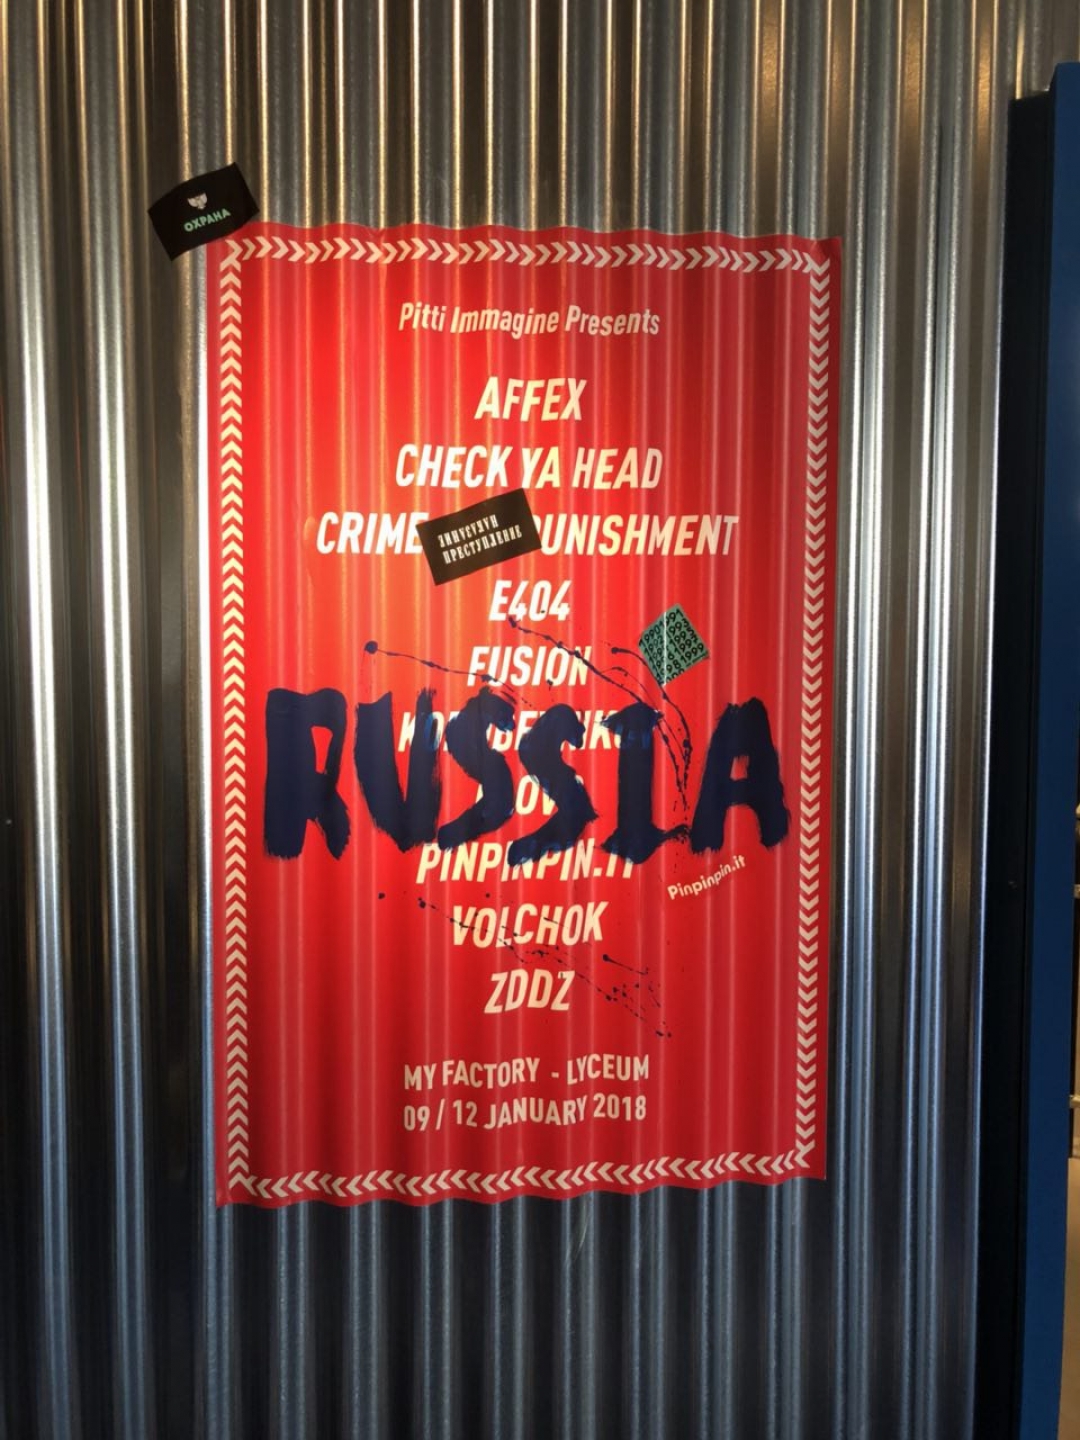 ОХРАНА
Pitti Immagine Presents
AFFEX
CHECK YA HEAD
CRIME PUNISHMENT
ПРЕСТУПЛЕНИЕ
E404
FUSION
RUSSIA
PINPINPIN.IT
Pinpinpin.it
VOLCHOK
ZDDZ
MY FACTORY - LYCEUM
09 / 12 JANUARY 2018